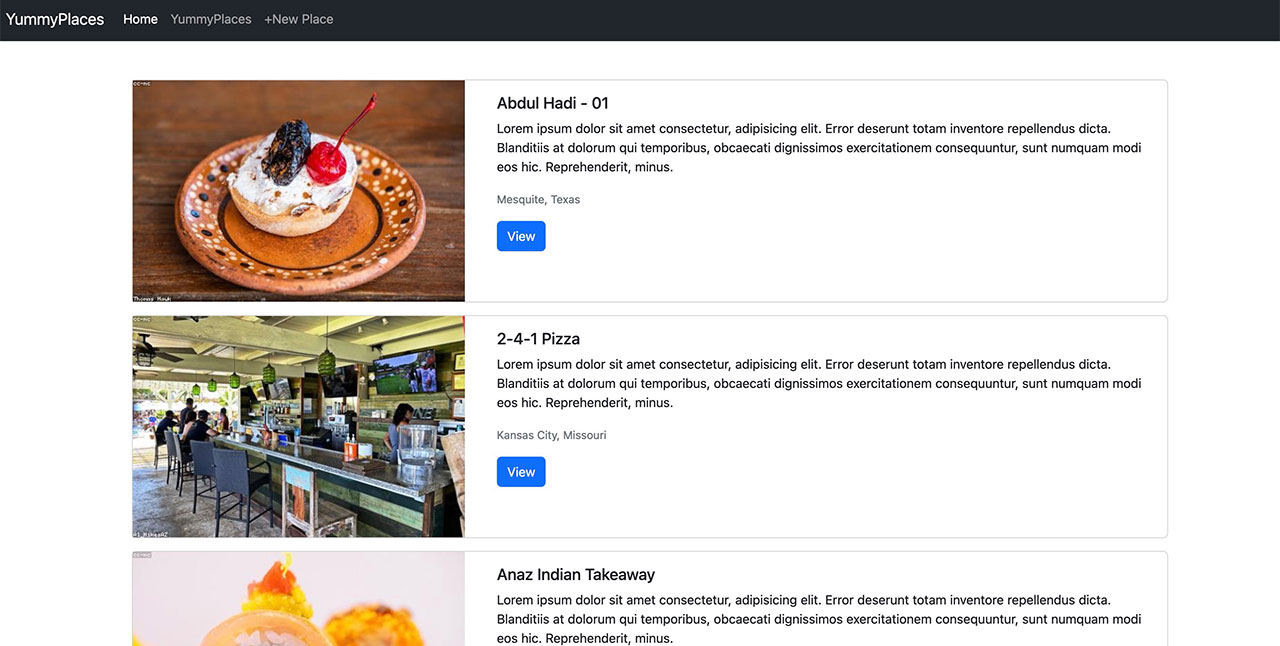 YummyPlaces Home YummyPlaces +New Place
cc-nc
Abdul Hadi - 01
Lorem ipsum dolor sit amet consectetur, adipisicing elit. Error deserunt totam inventore repellendus dicta.
Blanditiis at dolorum qui temporibus, obcaecati dignissimos exercitationem consequuntur, sunt numquam modi
eos hic. Reprehenderit, minus.
Mesquite, Texas
View
Thomas Hawk
cc-nc
2-4-1 Pizza
Lorem ipsum dolor sit amet consectetur, adipisicing elit. Error deserunt totam inventore repellendus dicta.
Blanditiis at dolorum qui temporibus, obcaecati dignissimos exercitationem consequuntur, sunt numquam modi
eos hic. Reprehenderit, minus.
Kansas City, Missouri
View
cc-nc
Anaz Indian Takeaway
Lorem ipsum dolor sit amet consectetur, adipisicing elit. Error deserunt totam inventore repellendus dicta.
Blanditiis at dolorum qui temporibus, obcaecati dignissimos exercitationem consequuntur, sunt numquam modi
eos hic. Reprehenderit, minus.